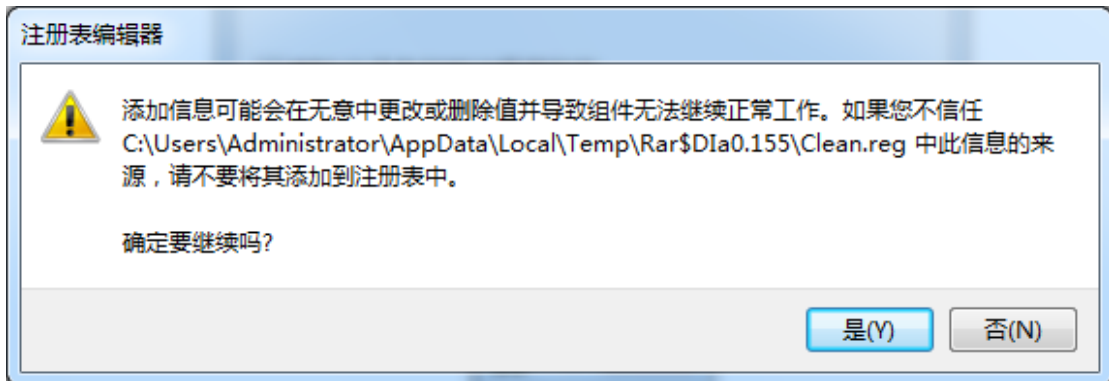 注册表编辑器
添加信息可能会在无意中更改或删除值并导致组件无法继续正常工作。如果您不信任
C:\Users\Administrator\AppData\Local\Temp\Rar$DIa0.155\Clean.reg 中此信息的来
源，请不要将其添加到注册表中。
确定要继续吗?
是(Y)
否(N)